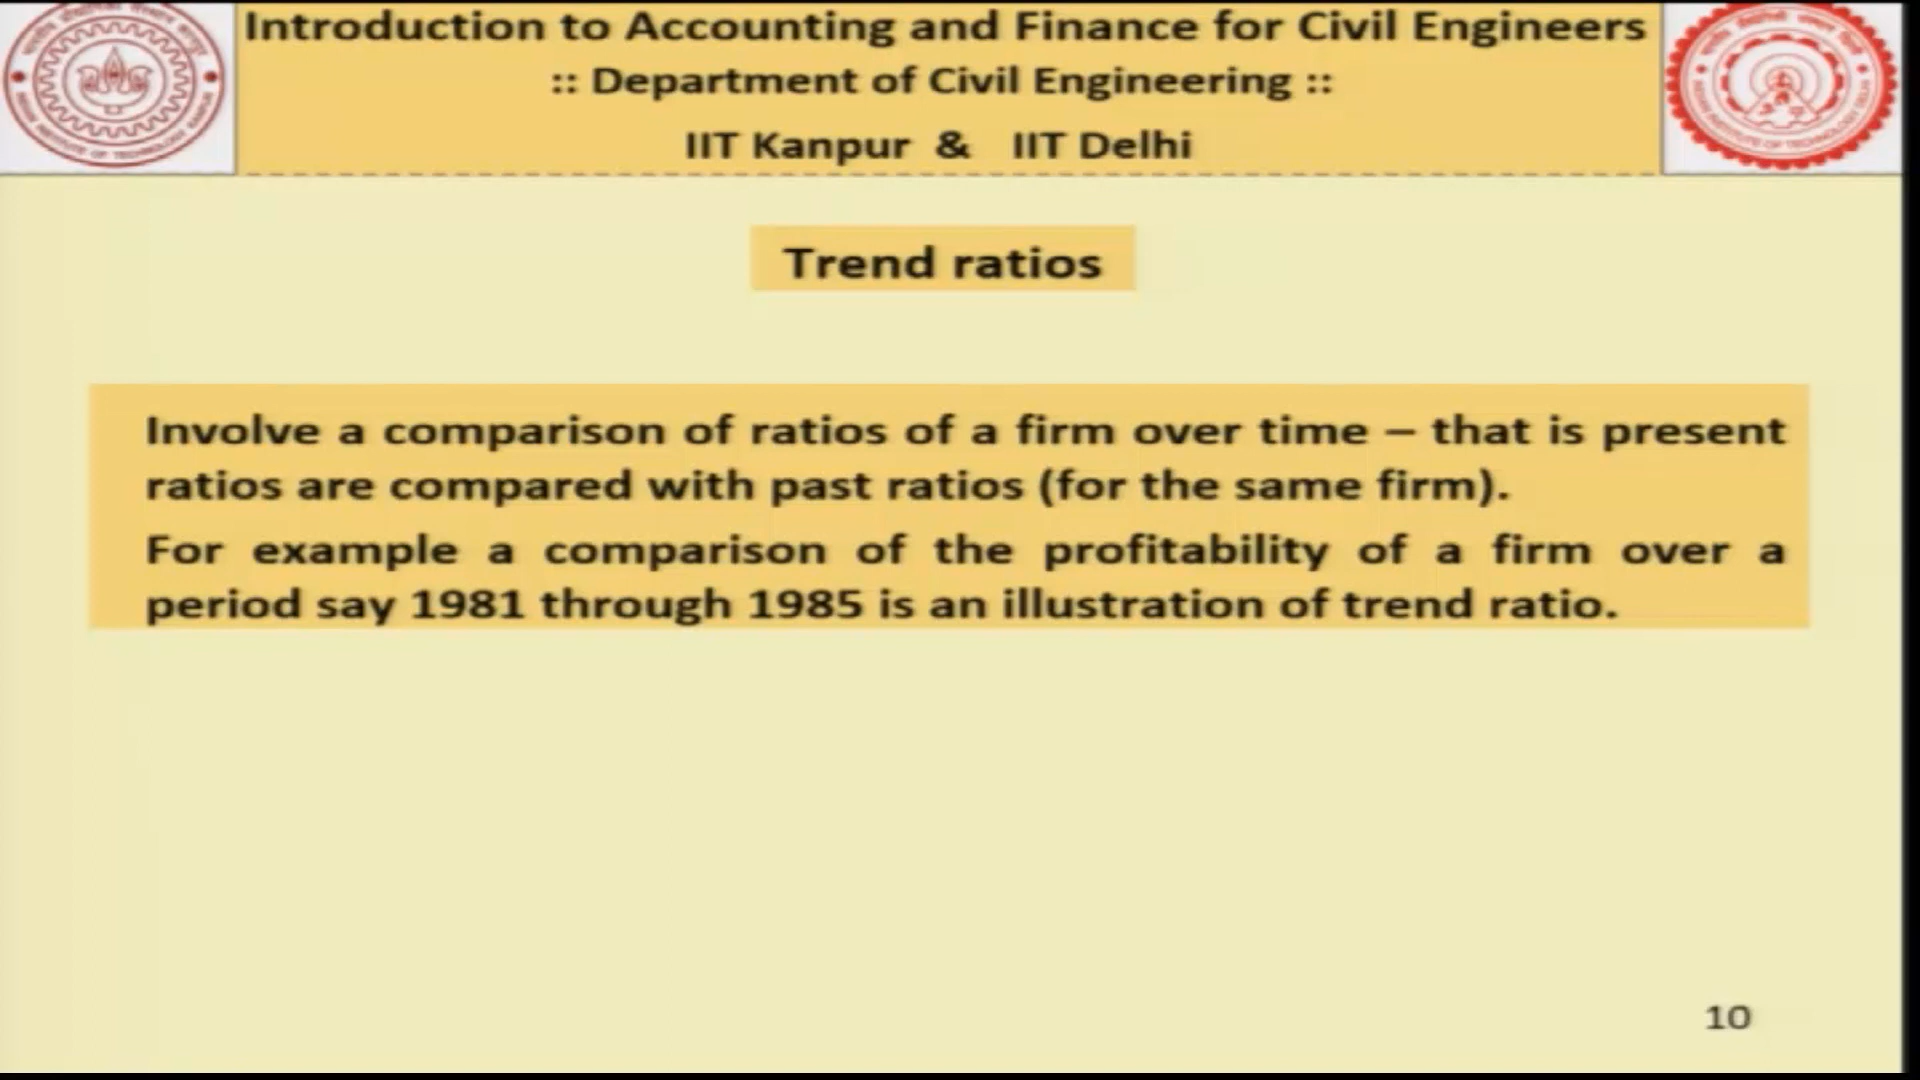 Introduction to Accounting and Finance for Civil Engineers
:: Department of Civil Engineering ::
IIT Kanpur & IIT Delhi
Trend ratios
Involve a comparison of ratios of a firm over time – that is present
ratios are compared with past ratios (for the same firm).
For example a comparison of the profitability of a firm over a
period say 1981 through 1985 is an illustration of trend ratio.
10